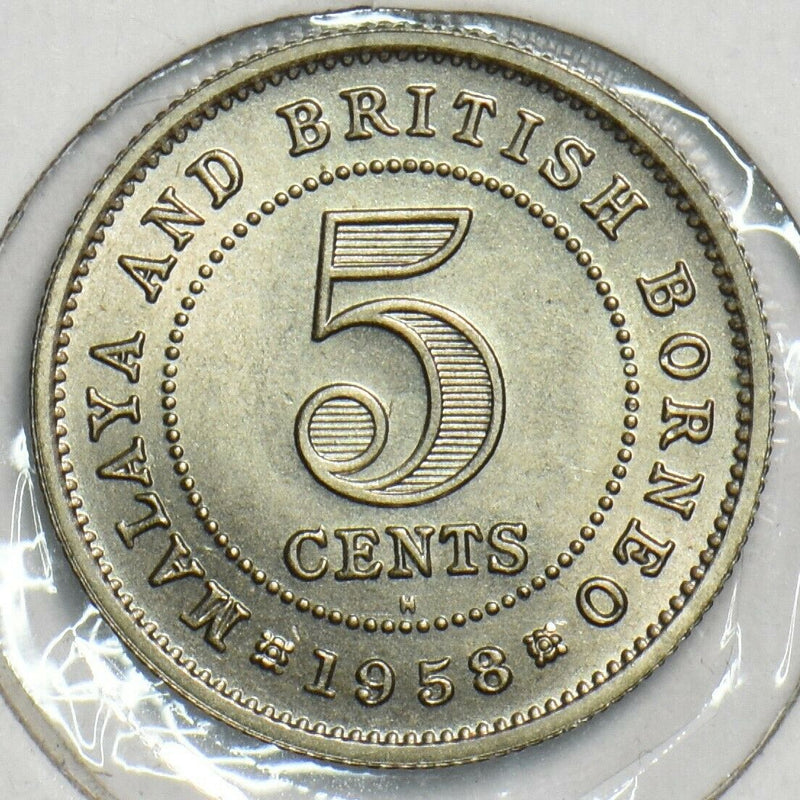 MALAYA AND BRITISH BORNEO
5
CENTS
H
1958